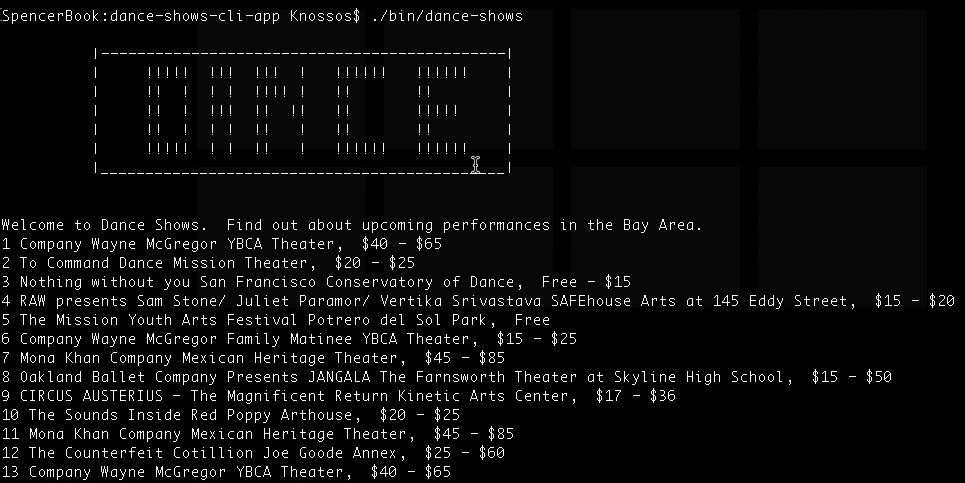 SpencerBook:dance-shows-cli-app Knossos$ ./bin/dance-shows
|---------------------------------------------|
|     !!!!!  !!!  !!!  !   !!!!!!   !!!!!!    |
|     !!  !  ! !  !!!! !   !!       !!        |
|     !!  !  !!!  !!  !!   !!       !!!!!     |
|     !!  !  ! !  !!   !   !!       !!        |
|     !!!!!  ! !  !!   !   !!!!!!   !!!!!!    |
|_____________________________________________|
Welcome to Dance Shows.  Find out about upcoming performances in the Bay Area.
1 Company Wayne McGregor YBCA Theater,  $40 - $65
2 To Command Dance Mission Theater,  $20 - $25
3 Nothing without you San Francisco Conservatory of Dance,  Free - $15
4 RAW presents Sam Stone/ Juliet Paramor/ Vertika Srivastava SAFEhouse Arts at 145 Eddy Street,  $15 - $20
5 The Mission Youth Arts Festival Potrero del Sol Park,  Free
6 Company Wayne McGregor Family Matinee YBCA Theater,  $15 - $25
7 Mona Khan Company Mexican Heritage Theater,  $45 - $85
8 Oakland Ballet Company Presents JANGALA The Farnsworth Theater at Skyline High School,  $15 - $50
9 CIRCUS AUSTERIUS - The Magnificent Return Kinetic Arts Center,  $17 - $36
10 The Sounds Inside Red Poppy Arthouse,  $20 - $25
11 Mona Khan Company Mexican Heritage Theater,  $45 - $85
12 The Counterfeit Cotillion Joe Goode Annex,  $25 - $60
13 Company Wayne McGregor YBCA Theater,  $40 - $65